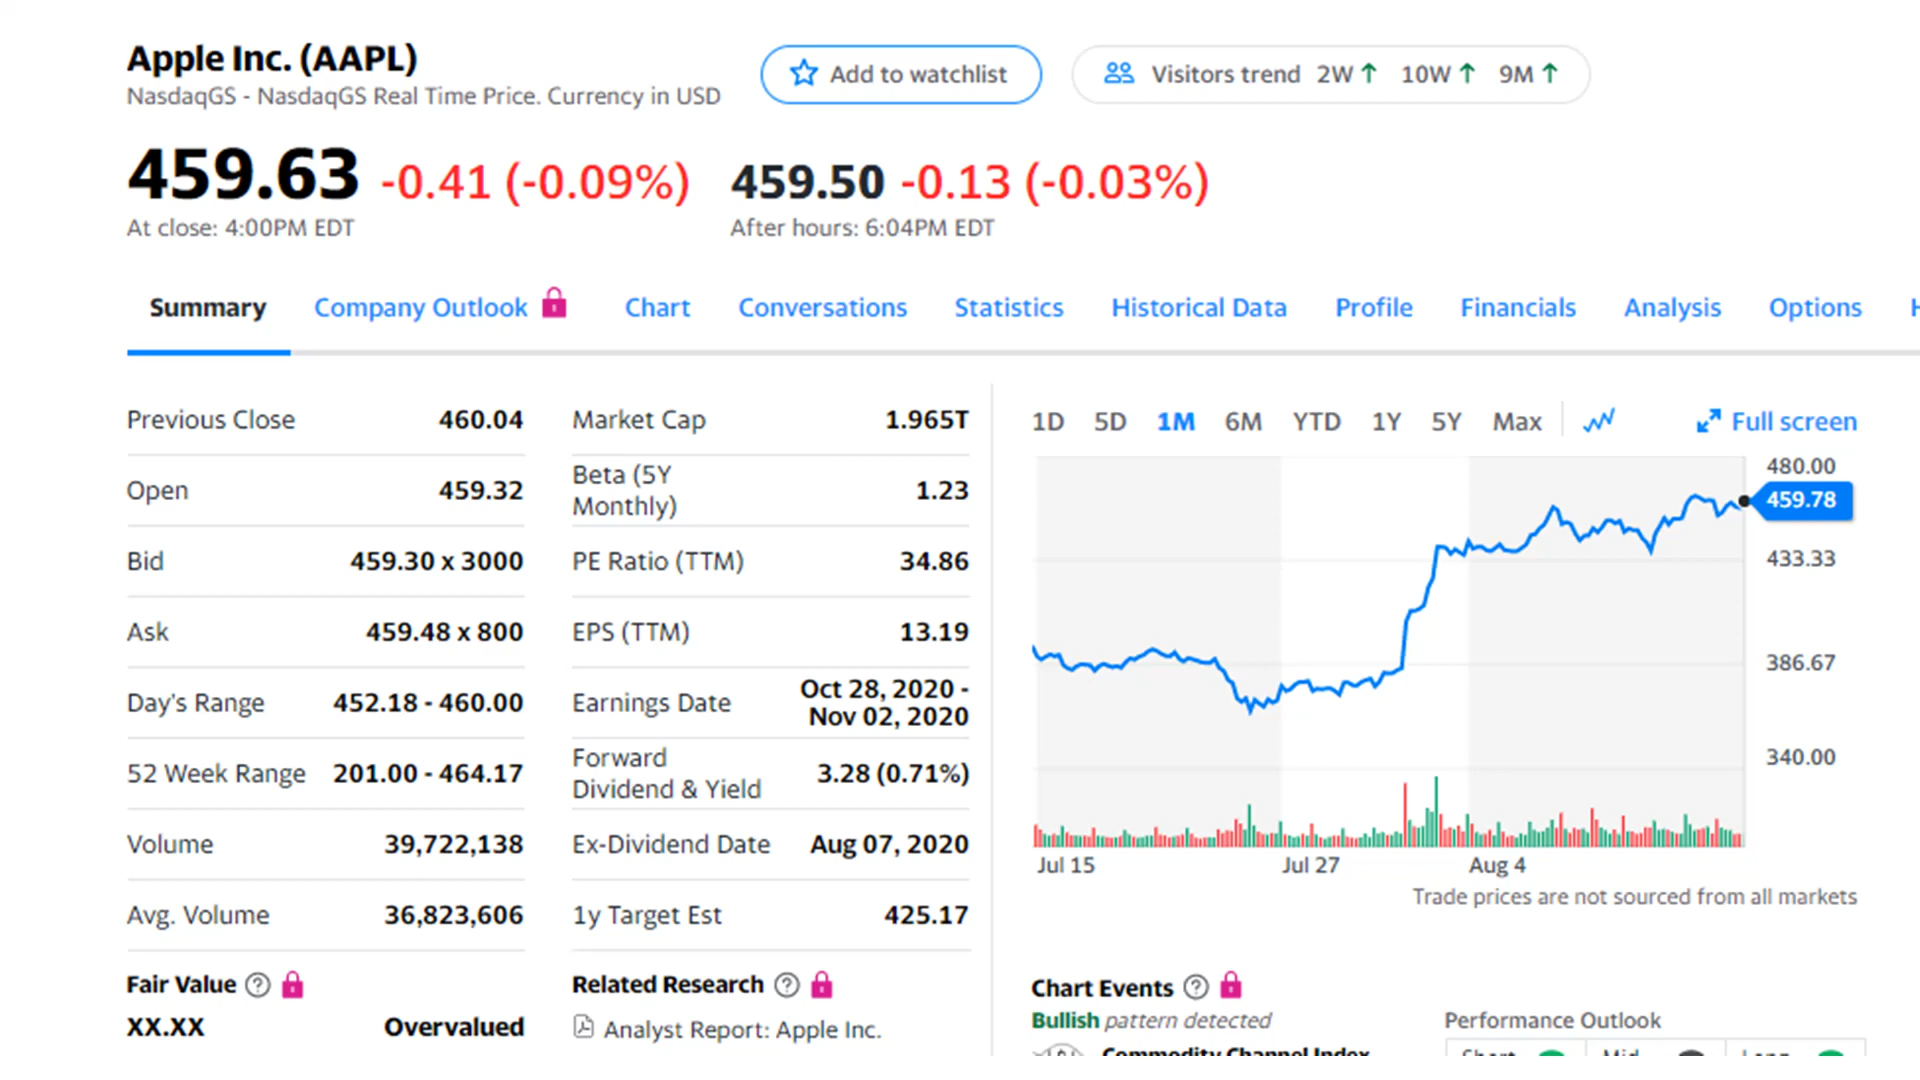 Apple Inc. (AAPL)
NasdaqGS - NasdaqGS Real Time Price. Currency in USD
Add to watchlist
Visitors trend 2W 10W 9M
459.63 -0.41 (-0.09%)
At close: 4:00PM EDT
459.50 -0.13 (-0.03%)
After hours: 6:04PM EDT
Summary Company Outlook Chart Conversations Statistics Historical Data Profile Financials Analysis Options
Previous Close 460.04
Open 459.32
Bid 459.30 x 3000
Ask 459.48 x 800
Day's Range 452.18 - 460.00
52 Week Range 201.00 - 464.17
Volume 39,722,138
Avg. Volume 36,823,606
Market Cap 1.965T
Beta (5Y
Monthly) 1.23
PE Ratio (TTM) 34.86
EPS (TTM) 13.19
Earnings Date Oct 28, 2020 -
Nov 02, 2020
Forward
Dividend & Yield 3.28 (0.71%)
Ex-Dividend Date Aug 07, 2020
1y Target Est 425.17
Fair Value
XX.XX Overvalued
Related Research
Analyst Report: Apple Inc.
1D 5D 1M 6M YTD 1Y 5Y Max Full screen
480.00
459.78
433.33
386.67
340.00
Jul 15 Jul 27 Aug 4
Trade prices are not sourced from all markets
Chart Events
Bullish pattern detected
Commodity Channel Index
Performance Outlook
Short Mid Long